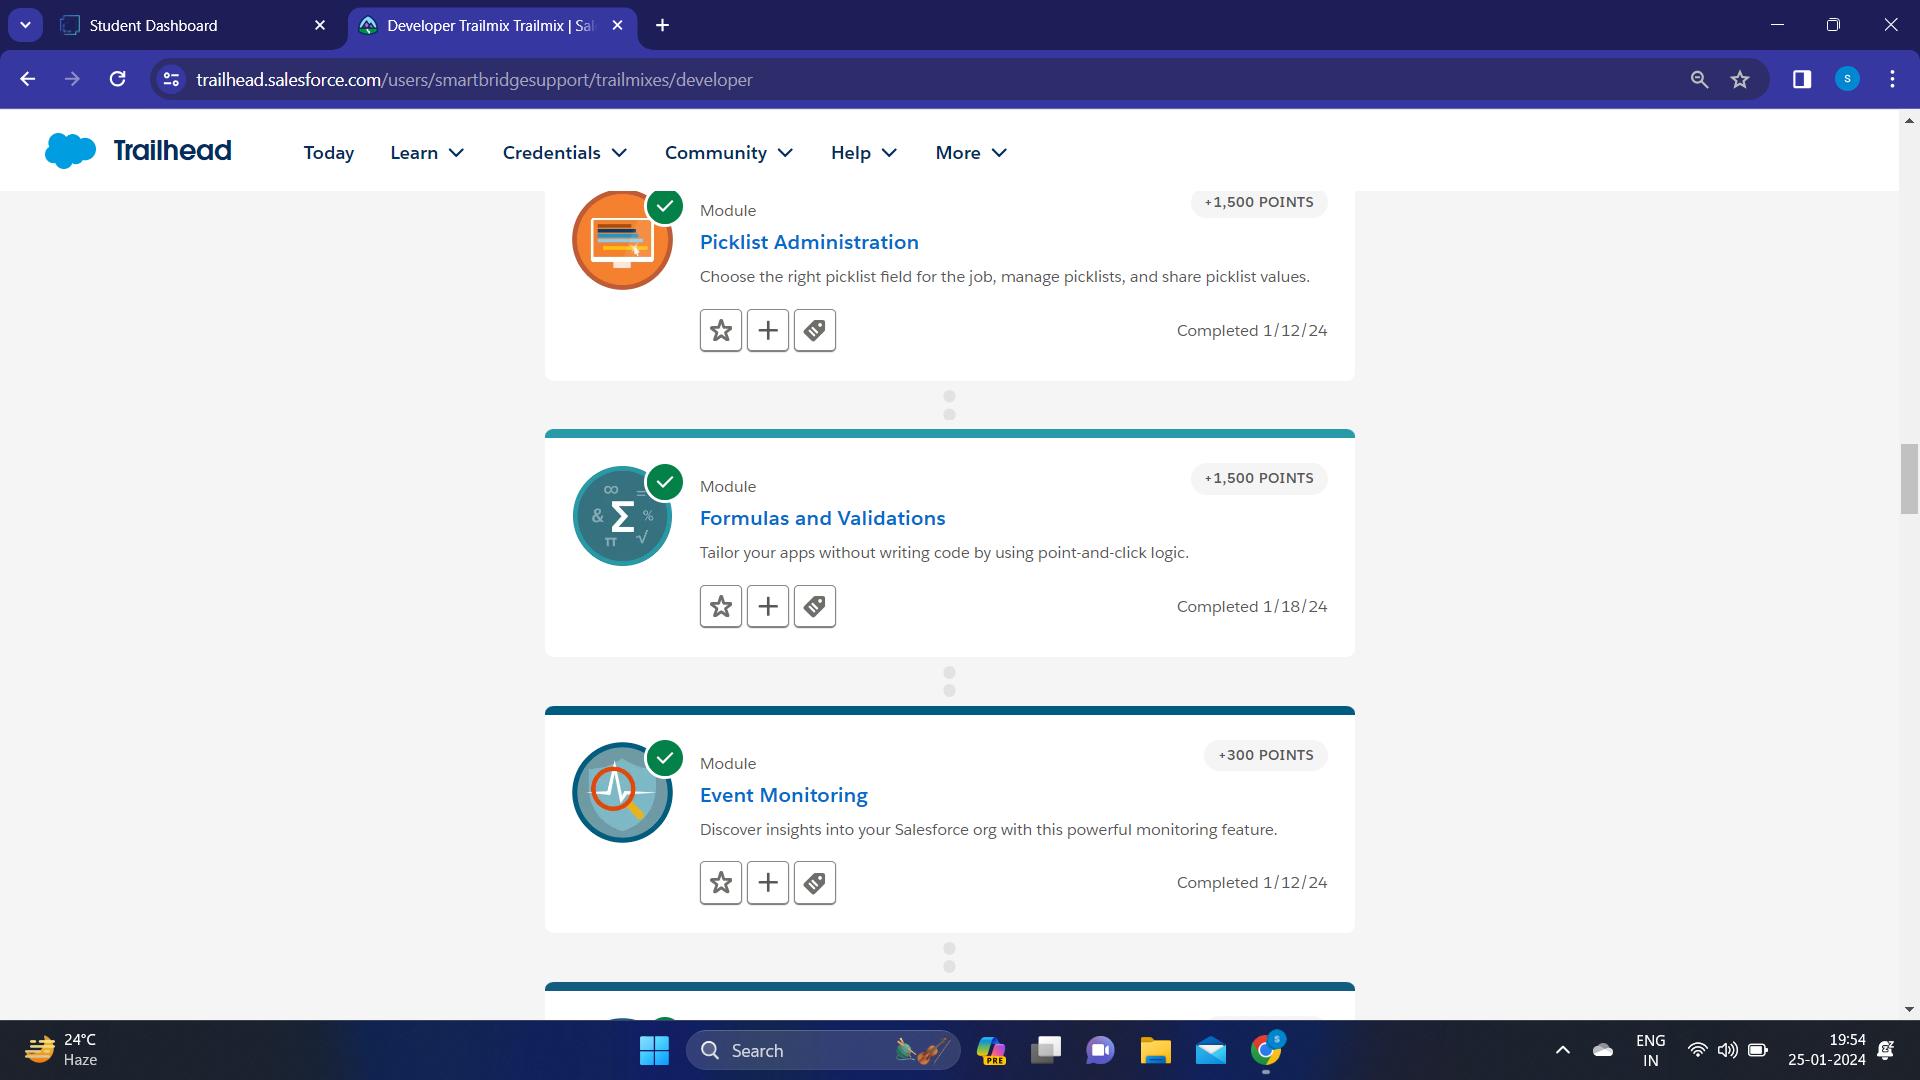 Student Dashboard
Developer Trailmix Trailmix | Sal
trailhead.salesforce.com/users/smartbridgesupport/trailmixes/developer
S
Trailhead
Today Learn Credentials Community Help More
+1,500 POINTS
Module
Picklist Administration
Choose the right picklist field for the job, manage picklists, and share picklist values.
Completed 1/12/24
+1,500 POINTS
Module
Formulas and Validations
Tailor your apps without writing code by using point-and-click logic.
Completed 1/18/24
∞ =
& Σ %
π √
+300 POINTS
Module
Event Monitoring
Discover insights into your Salesforce org with this powerful monitoring feature.
Completed 1/12/24
24°C
Haze
Search
PRE
S
ENG
IN
19:54
25-01-2024